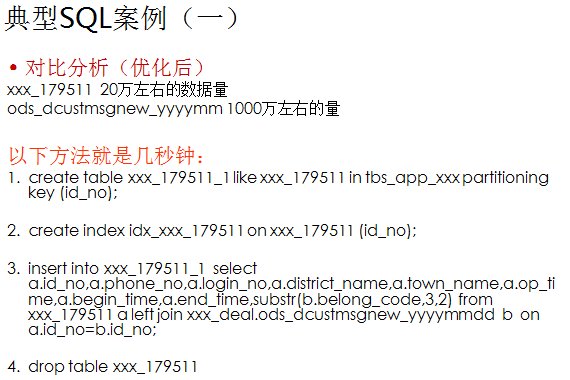 典型SQL案例（一）
• 对比分析（优化后）
xxx_179511 20万左右的数据量
ods_dcustmsgnew_yyyymm 1000万左右的量
以下方法就是几秒钟：
1. create table xxx_179511_1 like xxx_179511 in tbs_app_xxx partitioning
key (id_no);
2. create index idx_xxx_179511 on xxx_179511 (id_no);
3. insert into xxx_179511_1 select
a.id_no,a.phone_no,a.login_no,a.district_name,a.town_name,a.op_ti
me,a.begin_time,a.end_time,substr(b.belong_code,3,2) from
xxx_179511 a left join xxx_deal.ods_dcustmsgnew_yyyymmdd b on
a.id_no=b.id_no;
4. drop table xxx_179511